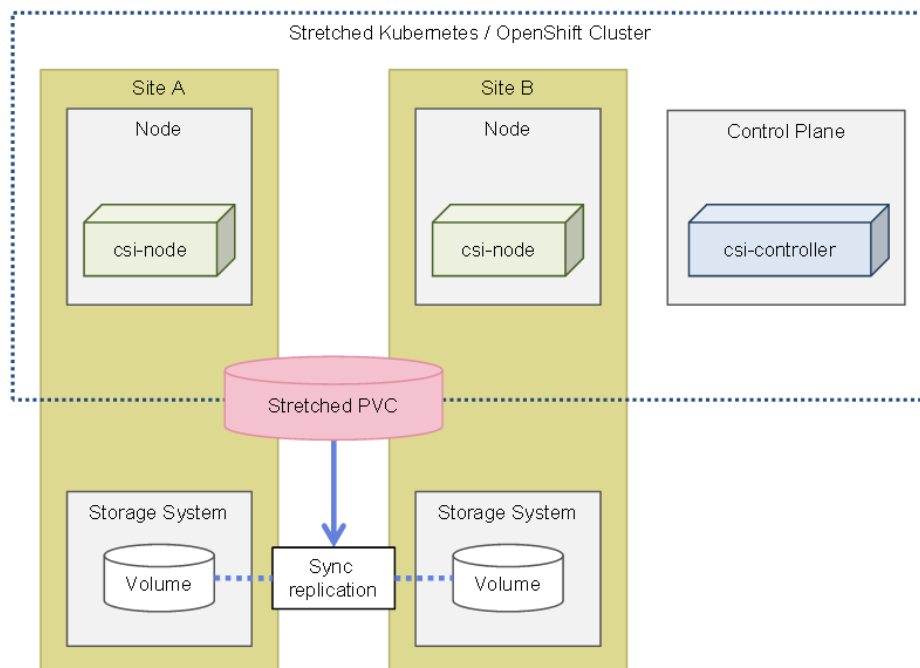 Stretched Kubernetes / OpenShift Cluster
Site A
Site B
Node
Node
Control Plane
csi-node
csi-node
csi-controller
Stretched PVC
Storage System
Storage System
Volume
Sync
replication
Volume